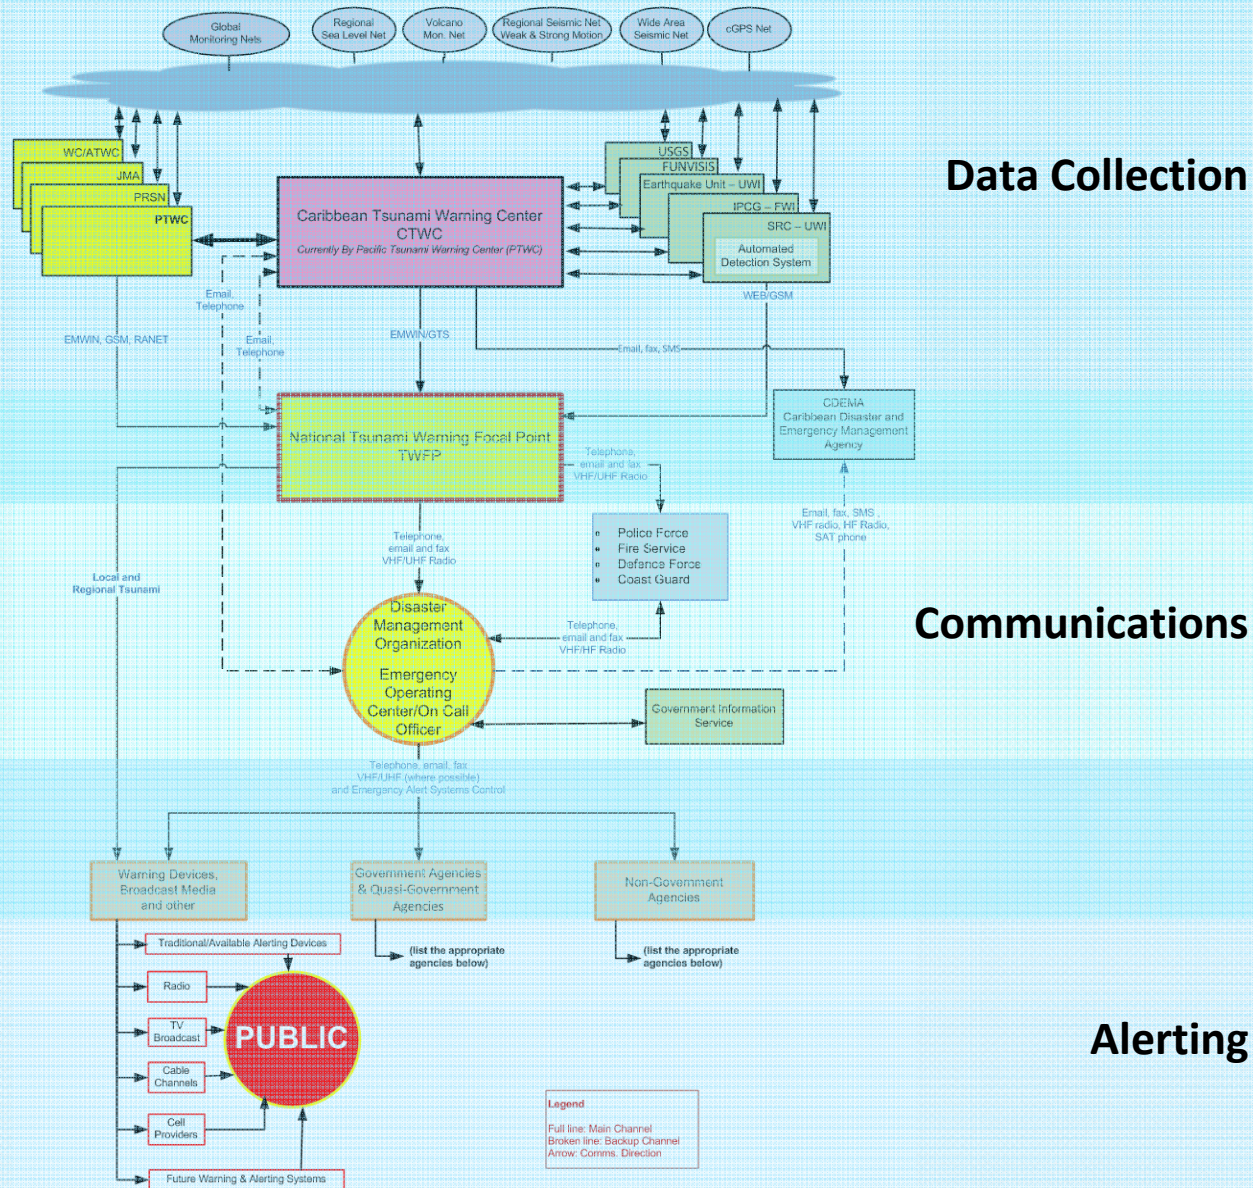 Global
Monitoring Nets
Regional
Sea Level Net
Volcano
Mon. Net
Regional Seismic Net
Weak & Strong Motion
Wide Area
Seismic Net
cGPS Net
WC/ATWC
JMA
PRSN
PTWC
Caribbean Tsunami Warning Center
CTWC
Currently By Pacific Tsunami Warning Center (PTWC)
USGS
FUNVISIS
Earthquake Unit – UWI
IPCG – FWI
SRC – UWI
Automated
Detection System
Data Collection
Email,
Telephone
EMWIN, GSM, RANET
Email,
Telephone
EMWIN/GTS
Email, fax, SMS
WEB/GSM
CDEMA
Caribbean Disaster and
Emergency Management
Agency
National Tsunami Warning Focal Point
TWFP
Telephone,
email and fax
VHF/UHF Radio
Telephone,
email and fax
VHF/UHF Radio
Police Force
Fire Service
Defence Force
Coast Guard
Email, fax, SMS ,
VHF radio, HF Radio,
SAT phone
Local and
Regional Tsunami
Disaster
Management
Organization
Emergency
Operating
Center/On Call
Officer
Telephone,
email and fax
VHF/HF Radio
Communications
Government Information
Service
Telephone, email, fax
VHF/UHF (where possible)
and Emergency Alert Systems Control
Warning Devices,
Broadcast Media
and other
Government Agencies
& Quasi-Government
Agencies
Non-Government
Agencies
Traditional/Available Alerting Devices
(list the appropriate
agencies below)
(list the appropriate
agencies below)
Radio
TV
Broadcast
PUBLIC
Cable
Channels
Cell
Providers
Future Warning & Alerting Systems
Alerting
Legend
Full line: Main Channel
Broken line: Backup Channel
Arrow: Comms. Direction